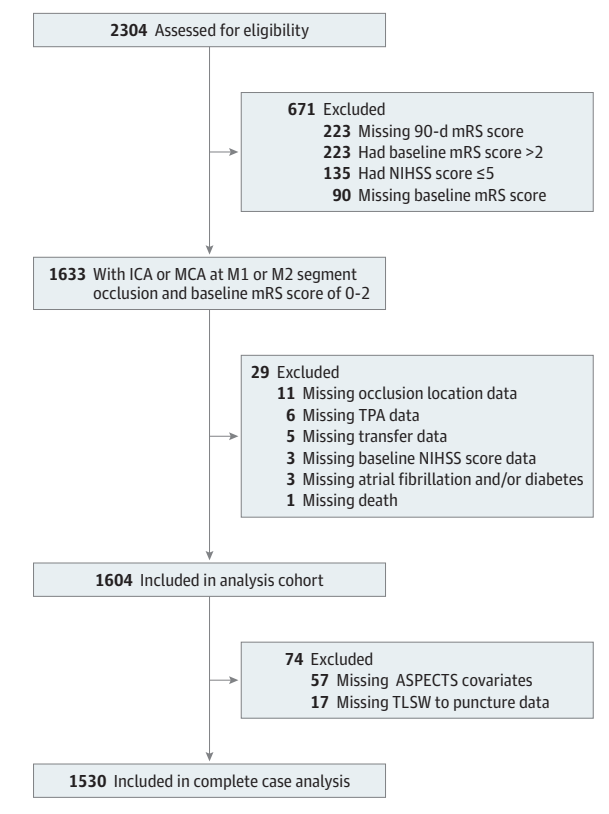 2304 Assessed for eligibility
671 Excluded
223 Missing 90-d mRS score
223 Had baseline mRS score >2
135 Had NIHSS score ≤5
90 Missing baseline mRS score
1633 With ICA or MCA at M1 or M2 segment
occlusion and baseline mRS score of 0-2
29 Excluded
11 Missing occlusion location data
6 Missing TPA data
5 Missing transfer data
3 Missing baseline NIHSS score data
3 Missing atrial fibrillation and/or diabetes
1 Missing death
1604 Included in analysis cohort
74 Excluded
57 Missing ASPECTS covariates
17 Missing TLSW to puncture data
1530 Included in complete case analysis